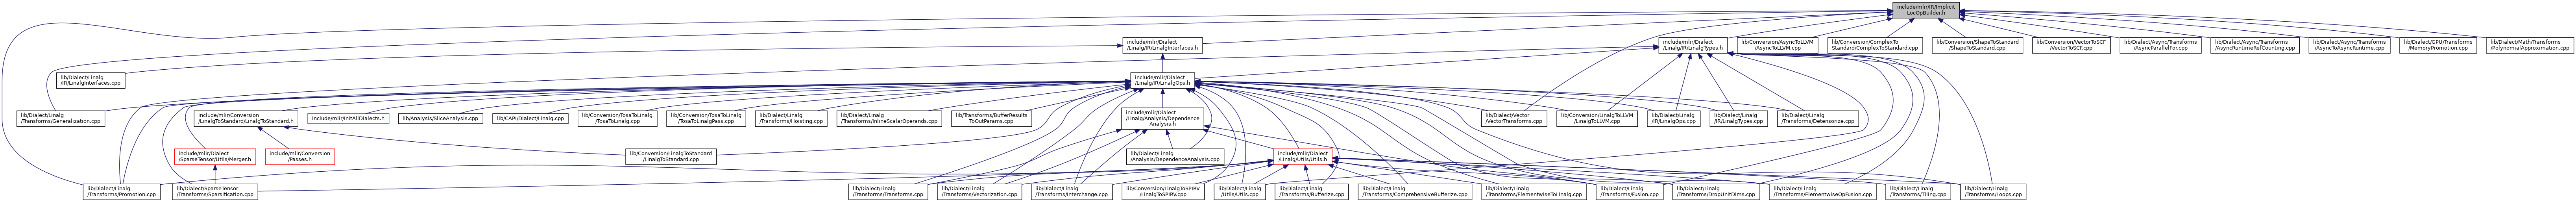 include/mlir/IR/Implicit
LocOpBuilder.h
include/mlir/Dialect
/Linalg/IR/LinalgInterfaces.h
include/mlir/Dialect
/Linalg/IR/LinalgTypes.h
lib/Conversion/AsyncToLLVM
/AsyncToLLVM.cpp
lib/Conversion/ComplexTo
Standard/ComplexToStandard.cpp
lib/Conversion/ShapeToStandard
/ShapeToStandard.cpp
lib/Conversion/VectorToSCF
/VectorToSCF.cpp
lib/Dialect/Async/Transforms
/AsyncParallelFor.cpp
lib/Dialect/Async/Transforms
/AsyncRuntimeRefCounting.cpp
lib/Dialect/Async/Transforms
/AsyncToAsyncRuntime.cpp
lib/Dialect/GPU/Transforms
/MemoryPromotion.cpp
lib/Dialect/Math/Transforms
/PolynomialApproximation.cpp
lib/Dialect/Linalg
/IR/LinalgInterfaces.cpp
include/mlir/Dialect
/Linalg/IR/LinalgOps.h
lib/Dialect/Linalg
/Transforms/Generalization.cpp
include/mlir/Conversion
/LinalgToStandard/LinalgToStandard.h
include/mlir/InitAllDialects.h
lib/Analysis/SliceAnalysis.cpp
lib/CAPI/Dialect/Linalg.cpp
lib/Conversion/TosaToLinalg
/TosaToLinalg.cpp
lib/Conversion/TosaToLinalg
/TosaToLinalgPass.cpp
lib/Dialect/Linalg
/Transforms/Hoisting.cpp
lib/Dialect/Linalg
/Transforms/InlineScalarOperands.cpp
lib/Transforms/BufferResults
ToOutParams.cpp
include/mlir/Dialect
/Linalg/Analysis/Dependence
Analysis.h
lib/Dialect/Vector
/VectorTransforms.cpp
lib/Conversion/LinalgToLLVM
/LinalgToLLVM.cpp
lib/Dialect/Linalg
/IR/LinalgOps.cpp
lib/Dialect/Linalg
/IR/LinalgTypes.cpp
lib/Dialect/Linalg
/Transforms/Detensorize.cpp
include/mlir/Dialect
/SparseTensor/Utils/Merger.h
include/mlir/Conversion
/Passes.h
lib/Conversion/LinalgToStandard
/LinalgToStandard.cpp
lib/Dialect/Linalg
/Analysis/DependenceAnalysis.cpp
include/mlir/Dialect
/Linalg/Utils/Utils.h
lib/Dialect/Linalg
/Transforms/Promotion.cpp
lib/Dialect/SparseTensor
/Transforms/Sparsification.cpp
lib/Dialect/Linalg
/Transforms/Transforms.cpp
lib/Dialect/Linalg
/Transforms/Vectorization.cpp
lib/Dialect/Linalg
/Transforms/Interchange.cpp
lib/Conversion/LinalgToSPIRV
/LinalgToSPIRV.cpp
lib/Dialect/Linalg
/Utils/Utils.cpp
lib/Dialect/Linalg
/Transforms/Bufferize.cpp
lib/Dialect/Linalg
/Transforms/ComprehensiveBufferize.cpp
lib/Dialect/Linalg
/Transforms/ElementwiseToLinalg.cpp
lib/Dialect/Linalg
/Transforms/Fusion.cpp
lib/Dialect/Linalg
/Transforms/DropUnitDims.cpp
lib/Dialect/Linalg
/Transforms/ElementwiseOpFusion.cpp
lib/Dialect/Linalg
/Transforms/Tiling.cpp
lib/Dialect/Linalg
/Transforms/Loops.cpp